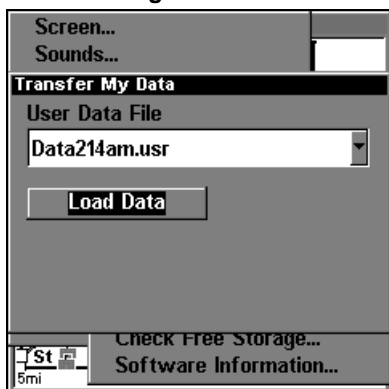 Screen...
Sounds...
Transfer My Data
User Data File
Data214am.usr
Load Data
Check Free Storage...
St
Software Information...
5mi